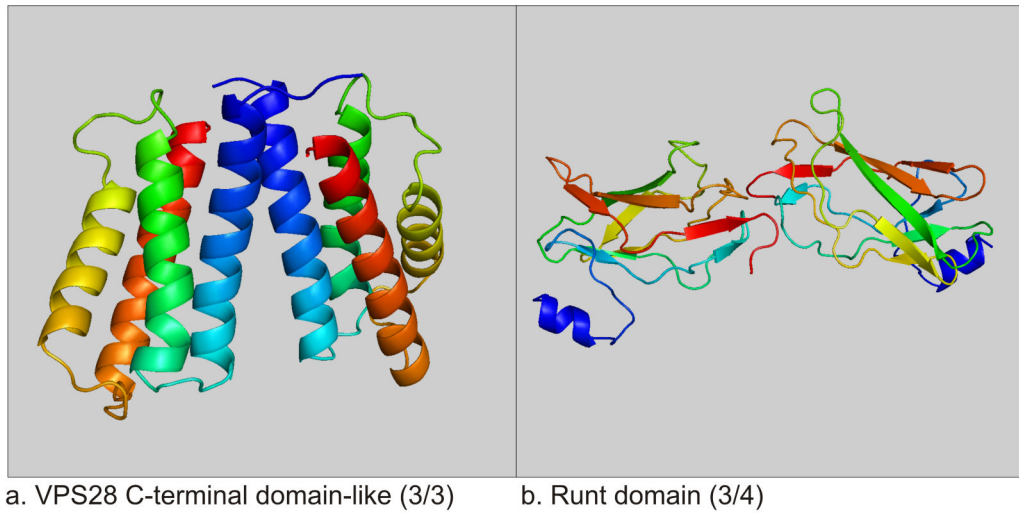 a. VPS28 C-terminal domain-like (3/3) b. Runt domain (3/4)